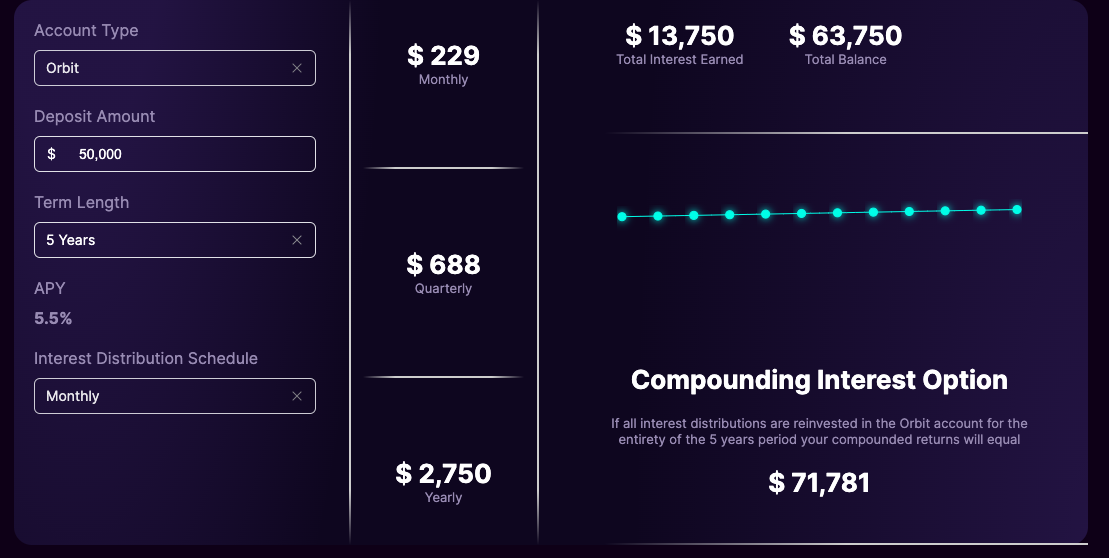 Account Type
Orbit
Deposit Amount
$ 50,000
Term Length
5 Years
APY
5.5%
Interest Distribution Schedule
Monthly
$ 229
Monthly
$ 688
Quarterly
$ 2,750
Yearly
$ 13,750
Total Interest Earned
$ 63,750
Total Balance
Compounding Interest Option
If all interest distributions are reinvested in the Orbit account for the
entirety of the 5 years period your compounded returns will equal
$ 71,781